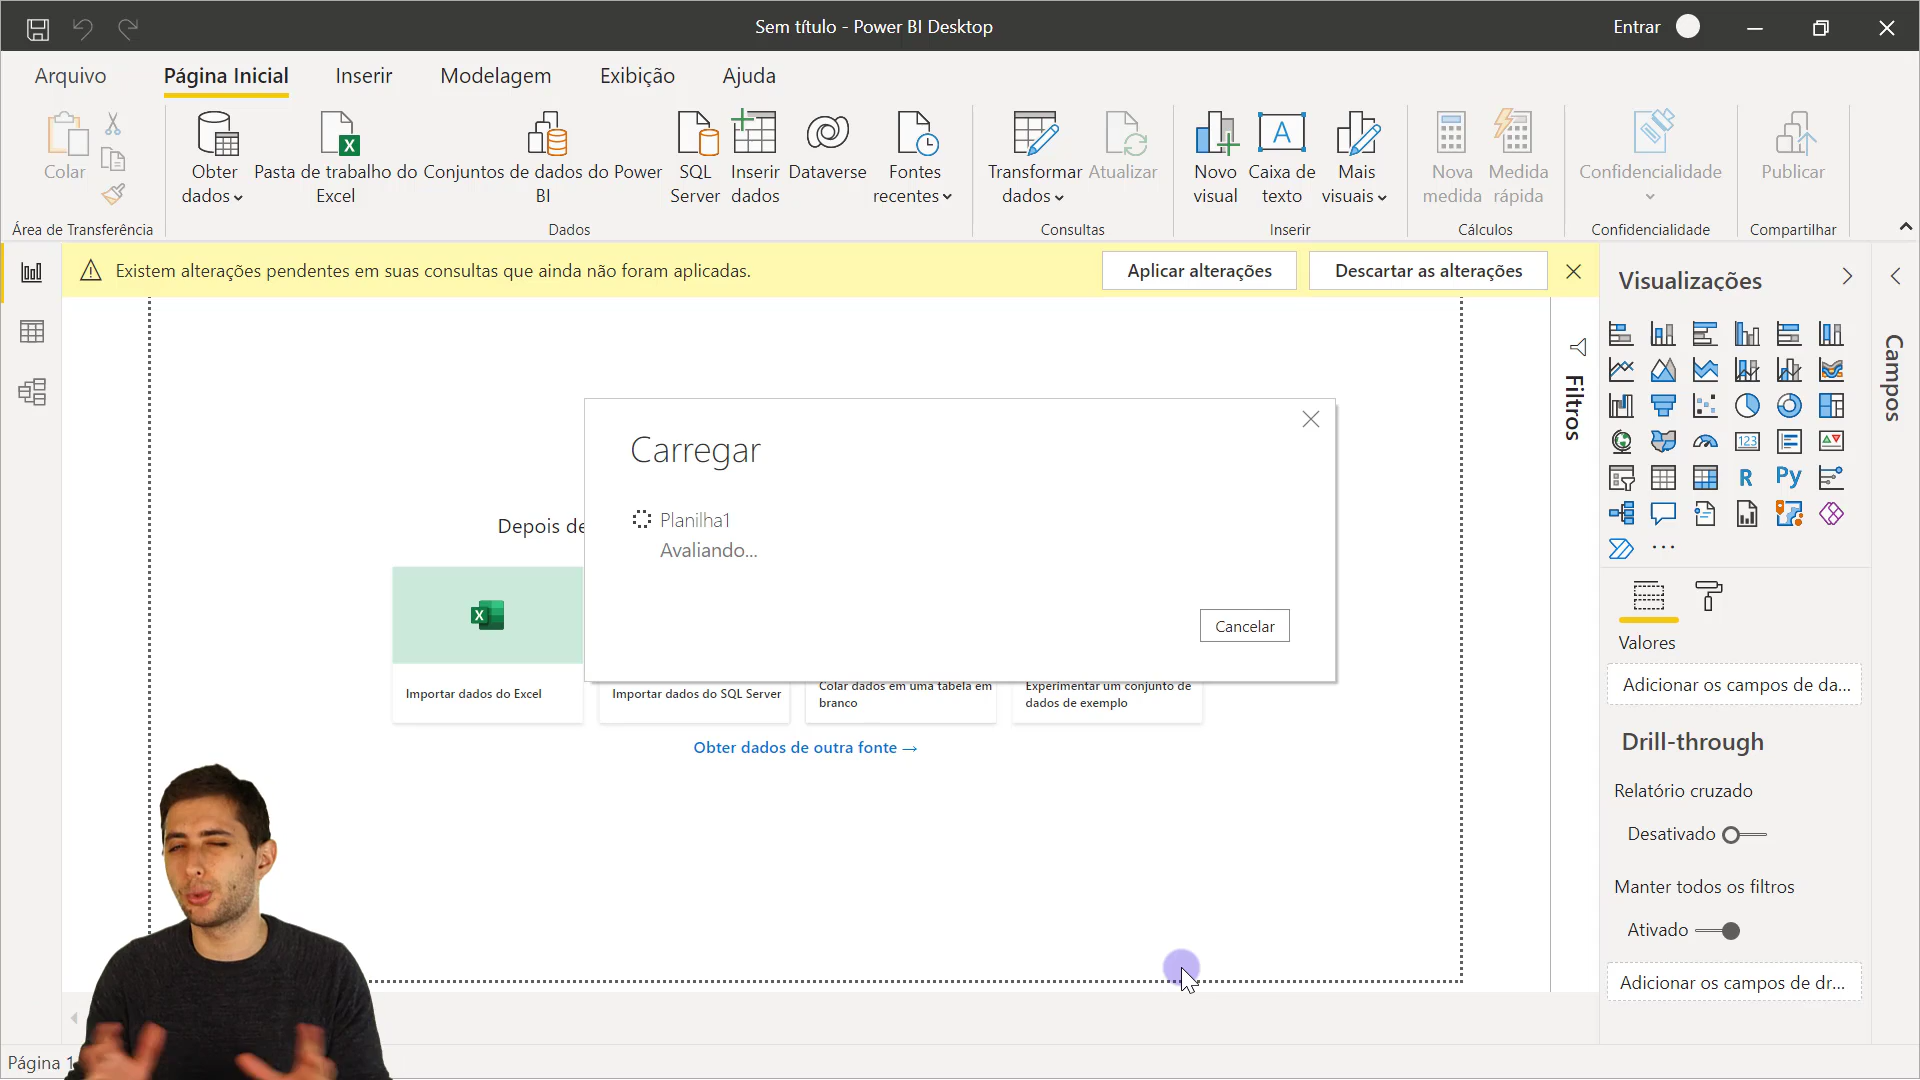 Sem título - Power BI Desktop
Entrar
Arquivo
Página Inicial
Inserir
Modelagem
Exibição
Ajuda
Colar
Obter
dados
Pasta de trabalho do
Excel
Conjuntos de dados do Power
BI
SQL
Server
Inserir
dados
Dataverse
Fontes
recentes
Transformar
dados
Atualizar
Novo
visual
Caixa de
texto
Mais
visuais
Nova
medida
Medida
rápida
Confidencialidade
Publicar
Área de Transferência
Dados
Consultas
Inserir
Cálculos
Confidencialidade
Compartilhar
Existem alterações pendentes em suas consultas que ainda não foram aplicadas.
Aplicar alterações
Descartar as alterações
Visualizações
Filtros
Campos
Carregar
Planilha1
Avaliando...
Cancelar
Depois de
Importar dados do Excel
Importar dados do SQL Server
Colar dados em uma tabela em
branco
Experimentar um conjunto de
dados de exemplo
Obter dados de outra fonte →
123
R
Py
Valores
Adicionar os campos de da...
Drill-through
Relatório cruzado
Desativado
Manter todos os filtros
Ativado
Adicionar os campos de dr...
Página 1